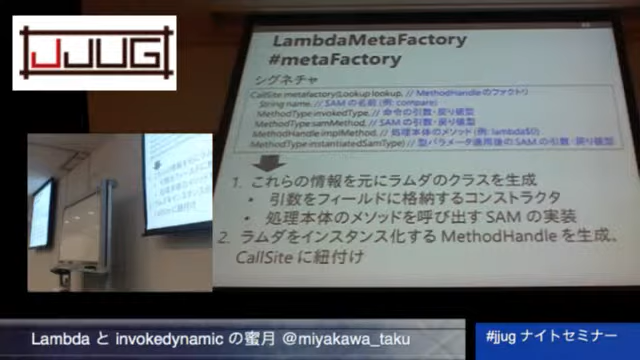 JJUG
LambdaMetaFactory
#metaFactory
シグネチャ
CallSite metafactory(Lookup lookup, // MethodHandle のファクトリ
String name, // SAM の名前 (例: compare)
MethodType invokedType, // 命令の引数・戻り値型
MethodType samMethod, // SAM の引数・戻り値型
MethodHandle implMethod, // 処理本体のメソッド (例: lambda$0)
MethodType instantiatedSamType) // 型パラメータ適用後の SAM の引数・戻り値型
1. これらの情報を元にラムダのクラスを生成
• 引数をフィールドに格納するコンストラクタ
• 処理本体のメソッドを呼び出す SAM の実装
2. ラムダをインスタンス化する MethodHandle を生成、
CallSite に紐付け
Lambda と invokedynamic の蜜月 @miyakawa_taku
#jjug ナイトセミナー